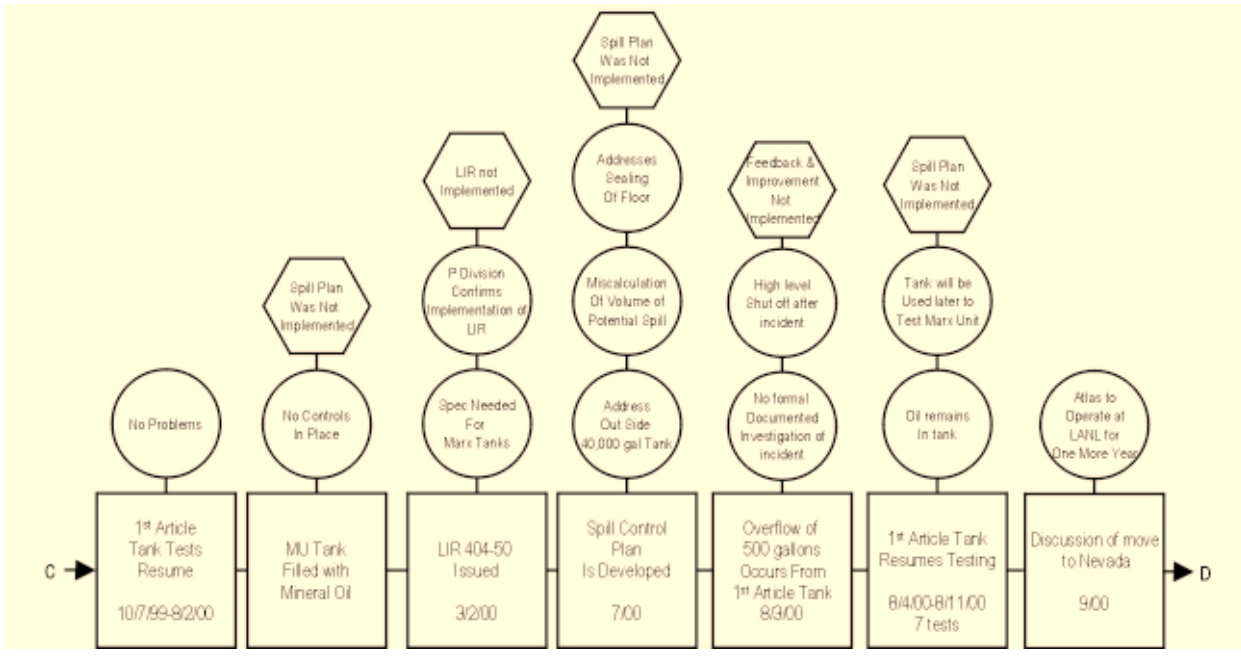 Spill Plan
Was Not
Implemented
LIR not
Implemented
Addresses
Sealing
Of Floor
Feedback &
Improvement
Not
Implemented
Spill Plan
Was Not
Implemented
Spill Plan
Was Not
Implemented
P Division
Confirms
Implementation of
LIR
Miscalculation
Of Volume of
Potential Spill
High level
Shut off after
incident
Tank will be
Used later to
Test Marx Unit
No Problems
No Controls
In Place
Spec Needed
For
Marx Tanks
Address
Out Side
40,000 gal Tank
No formal
Documented
Investigation of
incident
Oil remains
In tank
Atlas to
Operate at
LANL for
One More Year
C
1st Article
Tank Tests
Resume
10/7/99-8/2/00
MU Tank
Filled with
Mineral Oil
LIR 404-50
Issued
3/2/00
Spill Control
Plan
Is Developed
7/00
Overflow of
500 gallons
Occurs From
1st Article Tank
8/3/00
1st Article Tank
Resumes Testing
8/4/00-8/11/00
7 tests
Discussion of move
to Nevada
9/00
D